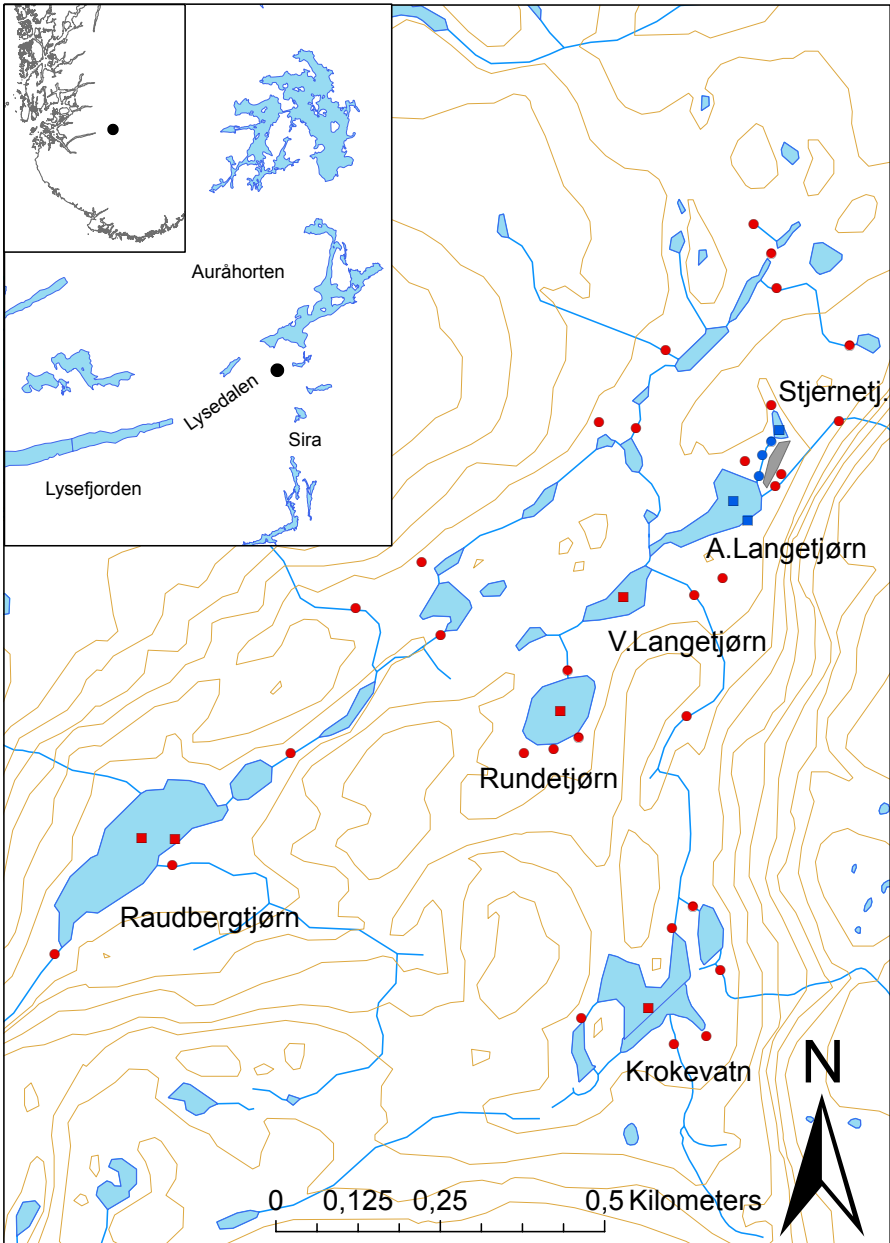 Auråhorten
Lysedalen
Sira
Lysefjorden
Stjernetj.
A.Langetjørn
V.Langetjørn
Rundetjørn
Raudbergtjørn
Krokevatn
N
0 0,125 0,25 0,5 Kilometers